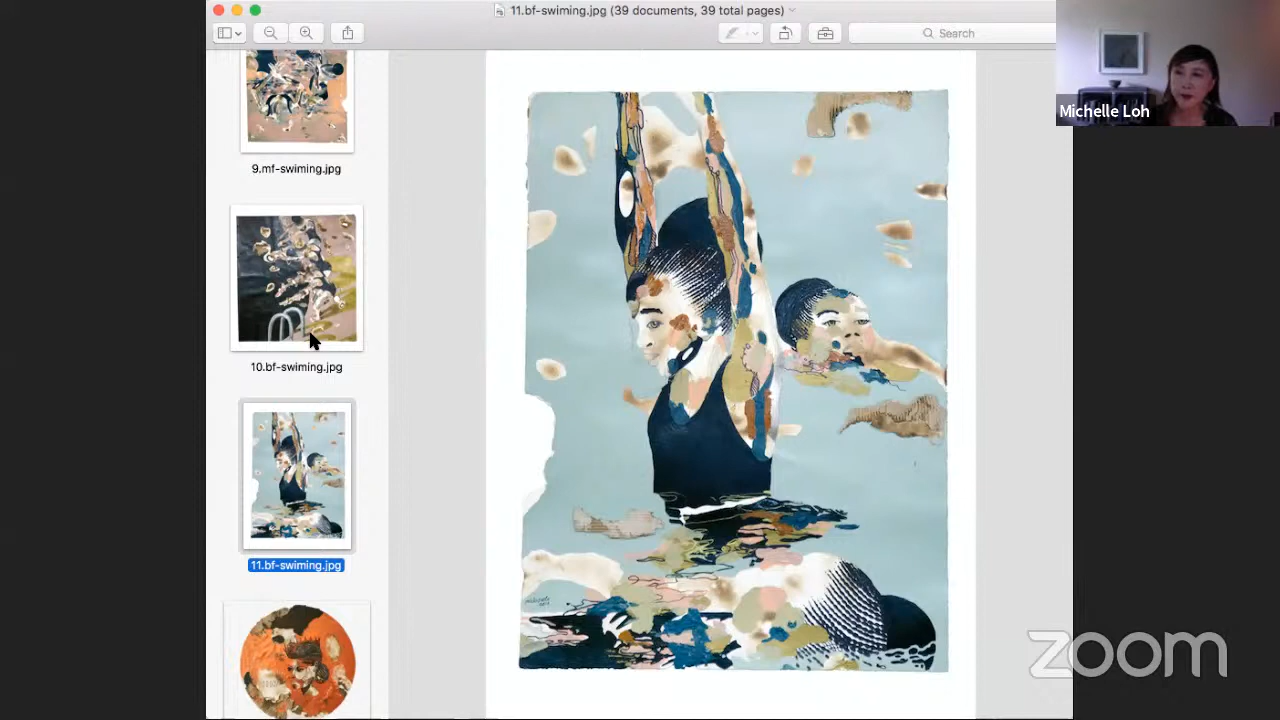 11.bf-swiming.jpg (39 documents, 39 total pages)
Search
Michelle Loh
9.mf-swiming.jpg
10.bf-swiming.jpg
11.bf-swiming.jpg
zoom